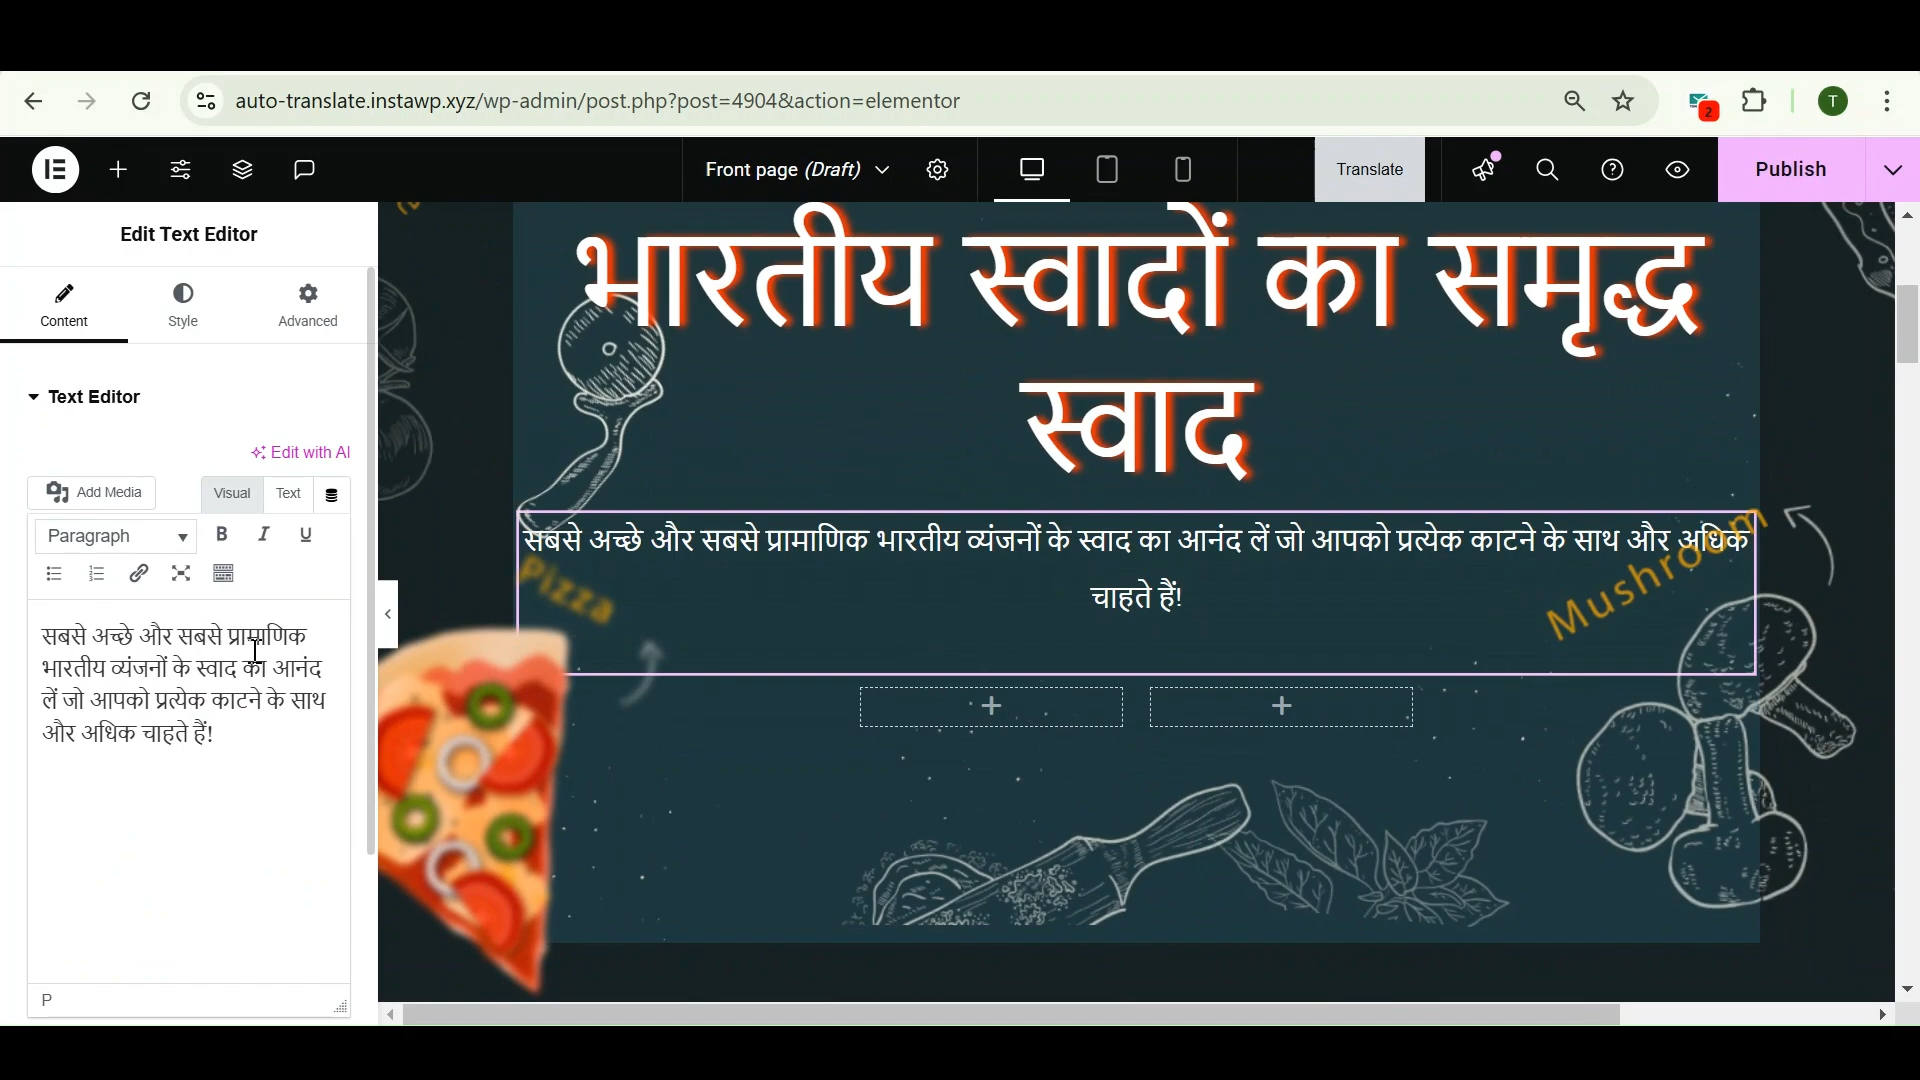 auto-translate.instawp.xyz/wp-admin/post.php?post=4904&action=elementor
2
T
Front page (Draft)
Translate
Publish
Edit Text Editor
Content
Style
Advanced
Text Editor
Edit with AI
Add Media
Visual
Text
Paragraph
B
I
U
सबसे अच्छे और सबसे प्रामाणिक
भारतीय व्यंजनों के स्वाद का आनंद
लें जो आपको प्रत्येक काटने के साथ
और अधिक चाहते हैं!
P
भारतीय स्वादों का समृद्ध
स्वाद
सबसे अच्छे और सबसे प्रामाणिक भारतीय व्यंजनों के स्वाद का आनंद लें जो आपको प्रत्येक काटने के साथ और अधिक
चाहते हैं!
Pizza
Mushroom